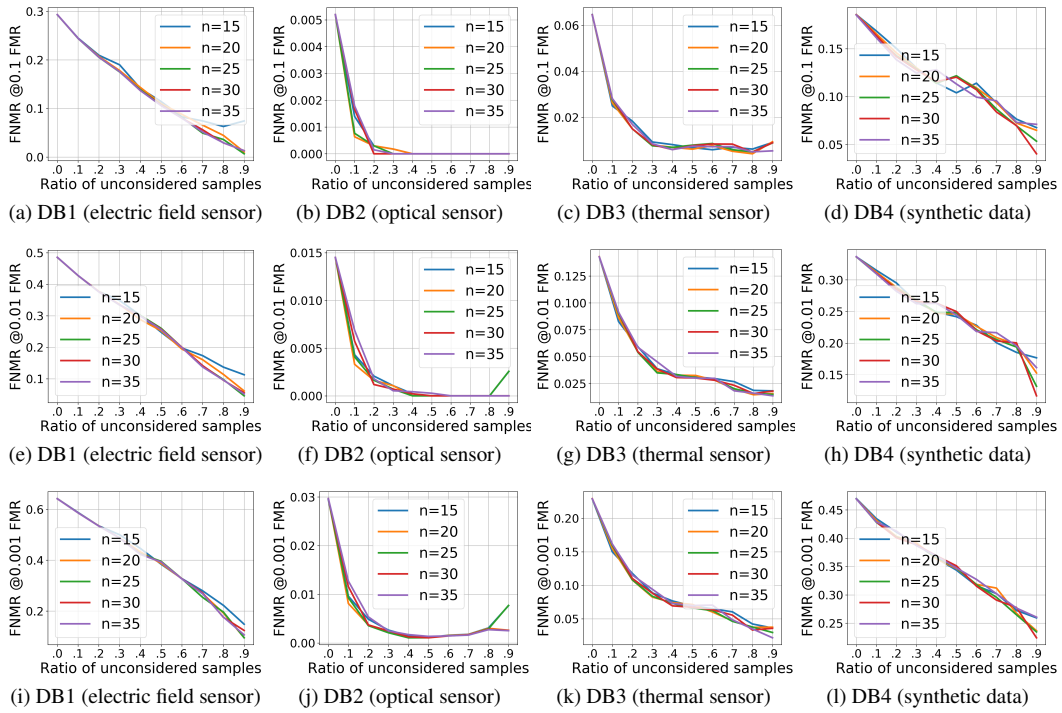 FNMR @0.1 FMR
0.3
0.2
0.1
0.0
n=15
n=20
n=25
n=30
n=35
.0 .1 .2 .3 .4 .5 .6 .7 .8 .9
Ratio of unconsidered samples
(a) DB1 (electric field sensor)
FNMR @0.1 FMR
0.005
0.004
0.003
0.002
0.001
0.000
n=15
n=20
n=25
n=30
n=35
.0 .1 .2 .3 .4 .5 .6 .7 .8 .9
Ratio of unconsidered samples
(b) DB2 (optical sensor)
FNMR @0.1 FMR
0.06
0.04
0.02
n=15
n=20
n=25
n=30
n=35
.0 .1 .2 .3 .4 .5 .6 .7 .8 .9
Ratio of unconsidered samples
(c) DB3 (thermal sensor)
FNMR @0.1 FMR
0.15
0.10
0.05
n=15
n=20
n=25
n=30
n=35
.0 .1 .2 .3 .4 .5 .6 .7 .8 .9
Ratio of unconsidered samples
(d) DB4 (synthetic data)
FNMR @0.01 FMR
0.5
0.4
0.3
0.2
0.1
n=15
n=20
n=25
n=30
n=35
.0 .1 .2 .3 .4 .5 .6 .7 .8 .9
Ratio of unconsidered samples
(e) DB1 (electric field sensor)
FNMR @0.01 FMR
0.015
0.010
0.005
0.000
n=15
n=20
n=25
n=30
n=35
.0 .1 .2 .3 .4 .5 .6 .7 .8 .9
Ratio of unconsidered samples
(f) DB2 (optical sensor)
FNMR @0.01 FMR
0.125
0.100
0.075
0.050
0.025
n=15
n=20
n=25
n=30
n=35
.0 .1 .2 .3 .4 .5 .6 .7 .8 .9
Ratio of unconsidered samples
(g) DB3 (thermal sensor)
FNMR @0.01 FMR
0.30
0.25
0.20
0.15
n=15
n=20
n=25
n=30
n=35
.0 .1 .2 .3 .4 .5 .6 .7 .8 .9
Ratio of unconsidered samples
(h) DB4 (synthetic data)
FNMR @0.001 FMR
0.6
0.4
0.2
n=15
n=20
n=25
n=30
n=35
.0 .1 .2 .3 .4 .5 .6 .7 .8 .9
Ratio of unconsidered samples
(i) DB1 (electric field sensor)
FNMR @0.001 FMR
0.03
0.02
0.01
0.00
n=15
n=20
n=25
n=30
n=35
.0 .1 .2 .3 .4 .5 .6 .7 .8 .9
Ratio of unconsidered samples
(j) DB2 (optical sensor)
FNMR @0.001 FMR
0.20
0.15
0.10
0.05
n=15
n=20
n=25
n=30
n=35
.0 .1 .2 .3 .4 .5 .6 .7 .8 .9
Ratio of unconsidered samples
(k) DB3 (thermal sensor)
FNMR @0.001 FMR
0.45
0.40
0.35
0.30
0.25
n=15
n=20
n=25
n=30
n=35
.0 .1 .2 .3 .4 .5 .6 .7 .8 .9
Ratio of unconsidered samples
(l) DB4 (synthetic data)